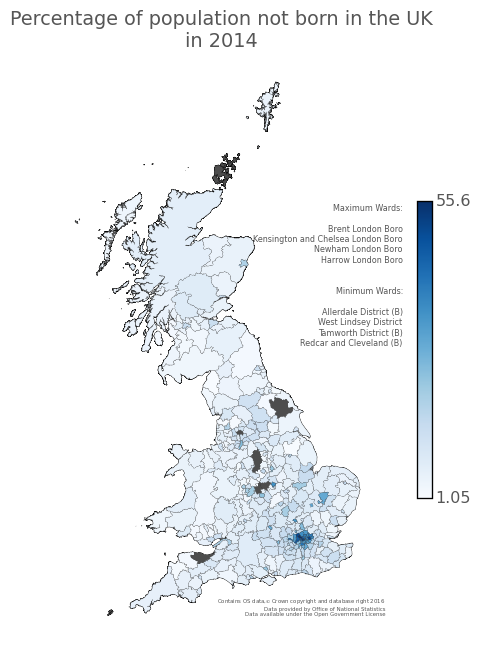 Percentage of population not born in the UK
in 2014
Maximum Wards:
55.6
Brent London Boro
Kensington and Chelsea London Boro
Newham London Boro
Harrow London Boro
Minimum Wards:
Allerdale District (B)
West Lindsey District
Tamworth District (B)
Redcar and Cleveland (B)
1.05
Contains OS data © Crown copyright and database right 2016
Data provided by Office of National Statistics
Data available under the Open Government License